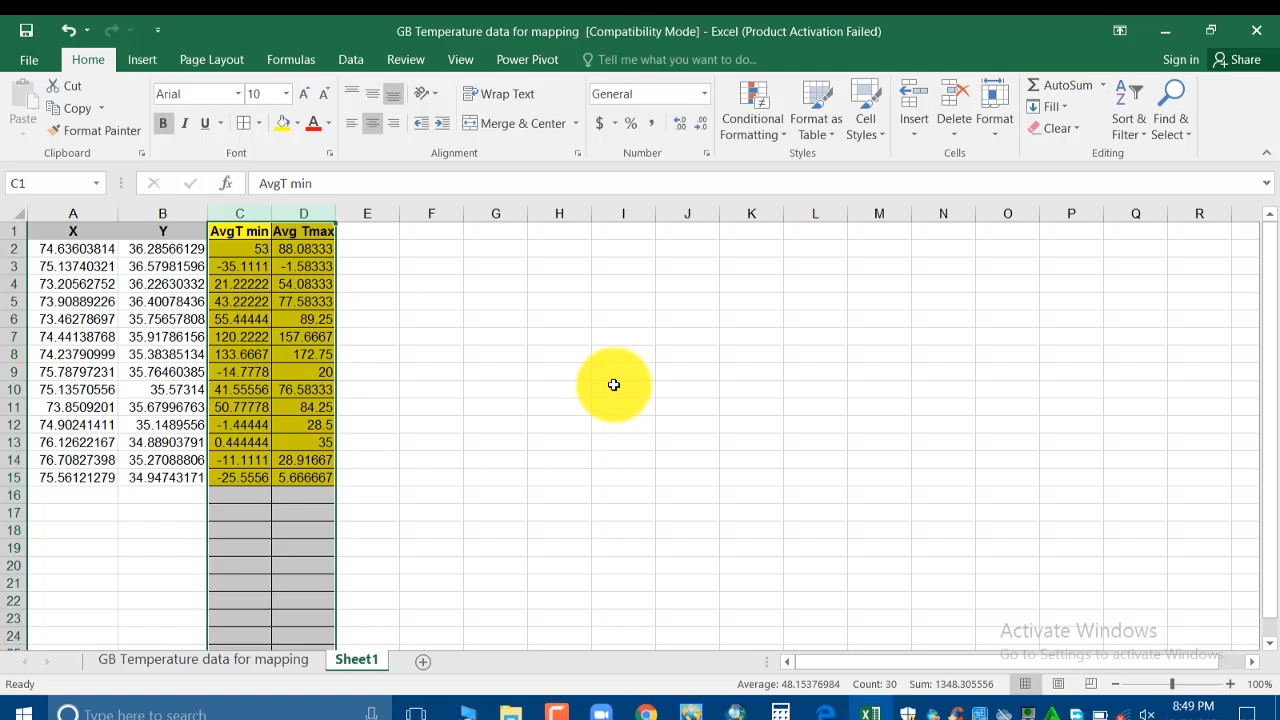 GB Temperature data for mapping [Compatibility Mode] - Excel (Product Activation Failed)
File Home Insert Page Layout Formulas Data Review View Power Pivot Tell me what you want to do... Sign in Share
Paste Cut Copy Format Painter Clipboard
Arial 10 A A B I U A Font
Wrap Text Merge & Center Alignment
General $ % , Number
Conditional Formatting Format as Table Cell Styles Styles
Insert Delete Format Cells
AutoSum Fill Clear Sort & Filter Find & Select Editing
C1 fx AvgT min
A B C D E F G H I J K L M N O P Q R
1 X Y AvgT min Avg Tmax
2 74.63603814 36.28566129 53 88.08333
3 75.13740321 36.57981596 -35.1111 -1.58333
4 73.20562752 36.22630332 21.22222 54.08333
5 73.90889226 36.40078436 43.22222 77.58333
6 73.46278697 35.75657808 55.44444 89.25
7 74.44138768 35.91786156 120.2222 157.6667
8 74.23790999 35.38385134 133.6667 172.75
9 75.78797231 35.76460385 -14.7778 20
10 75.13570556 35.57314 41.55556 76.58333
11 73.8509201 35.67996763 50.77778 84.25
12 74.90241411 35.1489556 -1.44444 28.5
13 76.12622167 34.88903791 0.444444 35
14 76.70827398 35.27088806 -11.1111 28.91667
15 75.56121279 34.94743171 -25.5556 5.666667
16
17
18
19
20
21
22
23
24
Activate Windows
Go to Settings to activate Windows.
GB Temperature data for mapping Sheet1
Ready Average: 48.15376984 Count: 30 Sum: 1348.305556 100%
Type here to search 8:49 PM